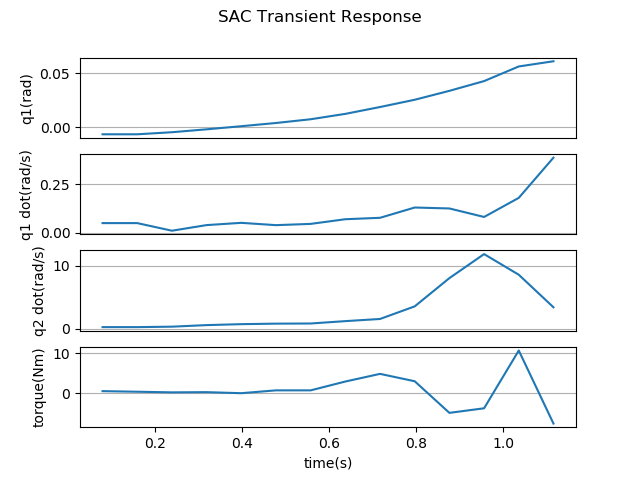 SAC Transient Response
q1(rad)
0.05
0.00
q1 dot(rad/s)
0.25
0.00
q2 dot(rad/s)
10
0
torque(Nm)
10
0
0.2 0.4 0.6 0.8 1.0
time(s)